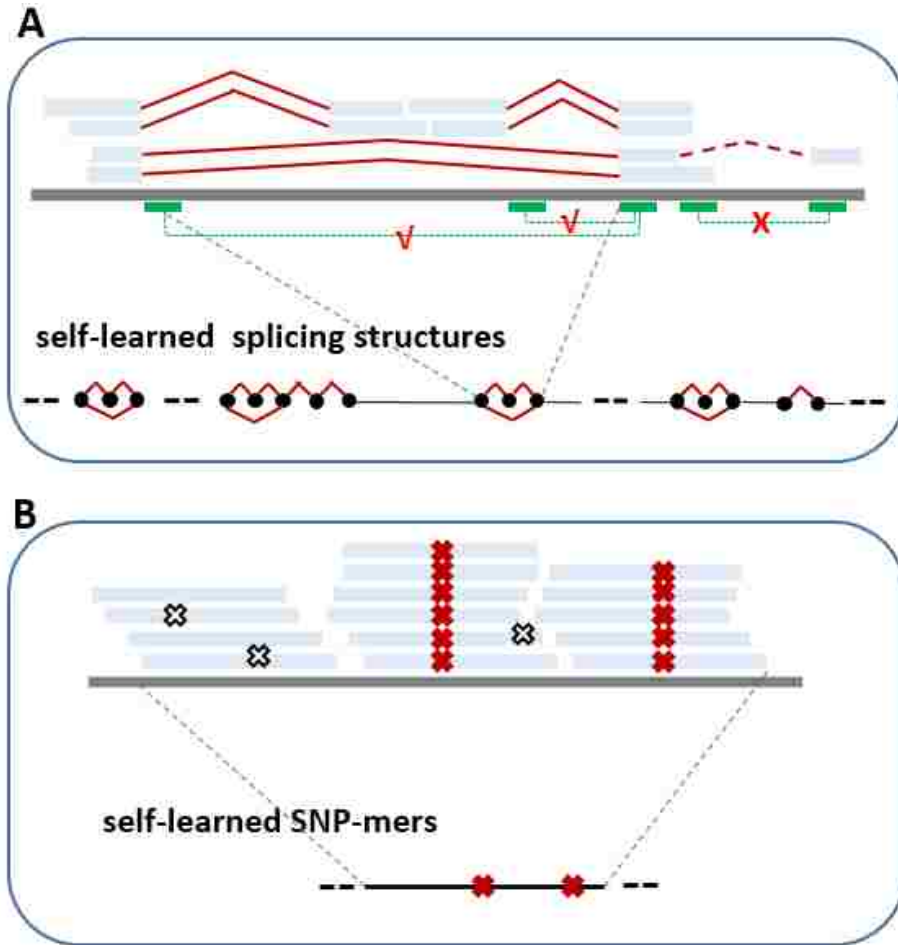 A
√
√
X
self-learned splicing structures
B
self-learned SNP-mers